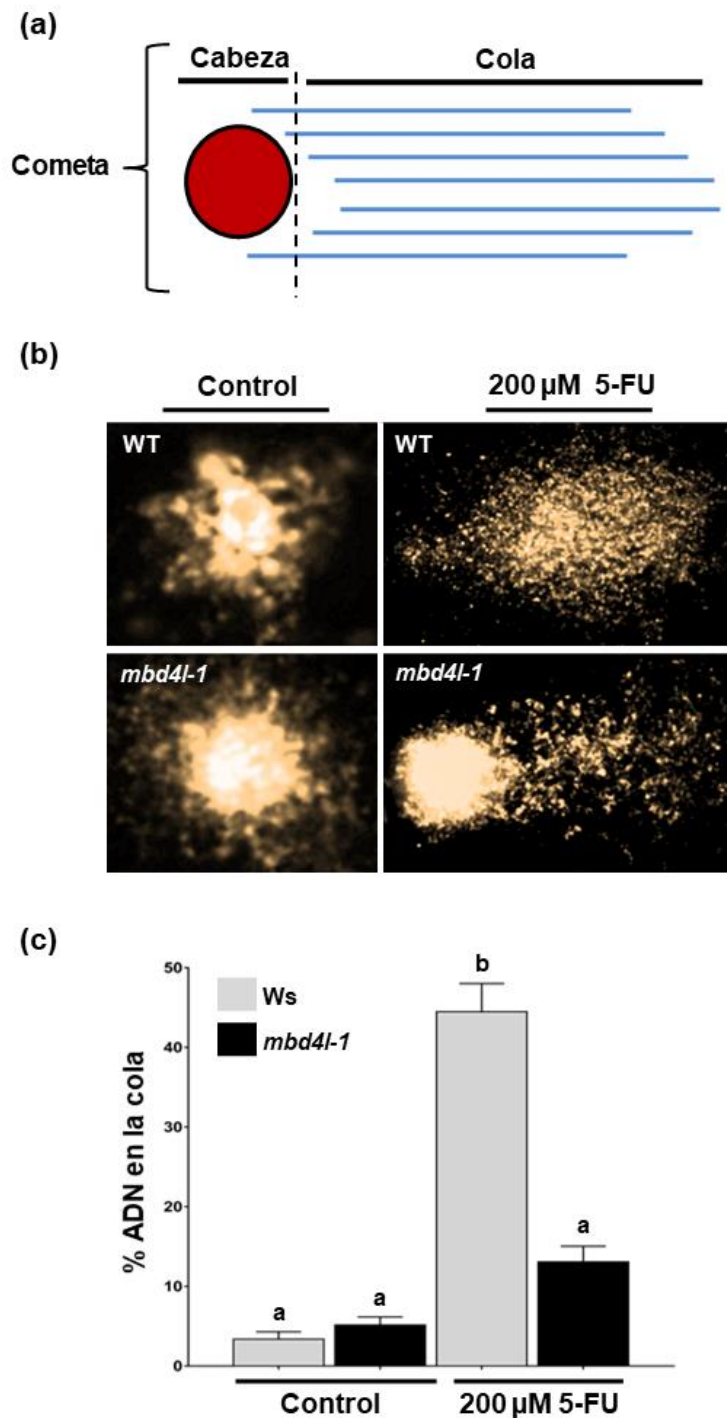 (a)
Cabeza
Cola
Cometa
(b)
Control
200 µM 5-FU
WT
WT
mbd4l-1
mbd4l-1
(c)
% ADN en la cola
50
40
30
20
10
0
Ws
mbd4l-1
a
a
b
a
Control
200 µM 5-FU